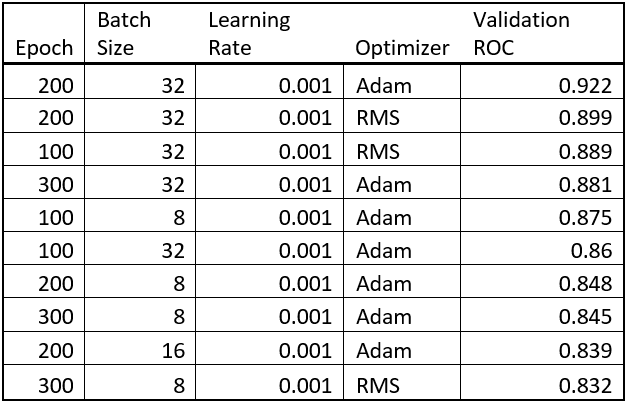 Epoch Batch Size Learning Rate Optimizer Validation ROC
200 32 0.001 Adam 0.922
200 32 0.001 RMS 0.899
100 32 0.001 RMS 0.889
300 32 0.001 Adam 0.881
100 8 0.001 Adam 0.875
100 32 0.001 Adam 0.86
200 8 0.001 Adam 0.848
300 8 0.001 Adam 0.845
200 16 0.001 Adam 0.839
300 8 0.001 RMS 0.832